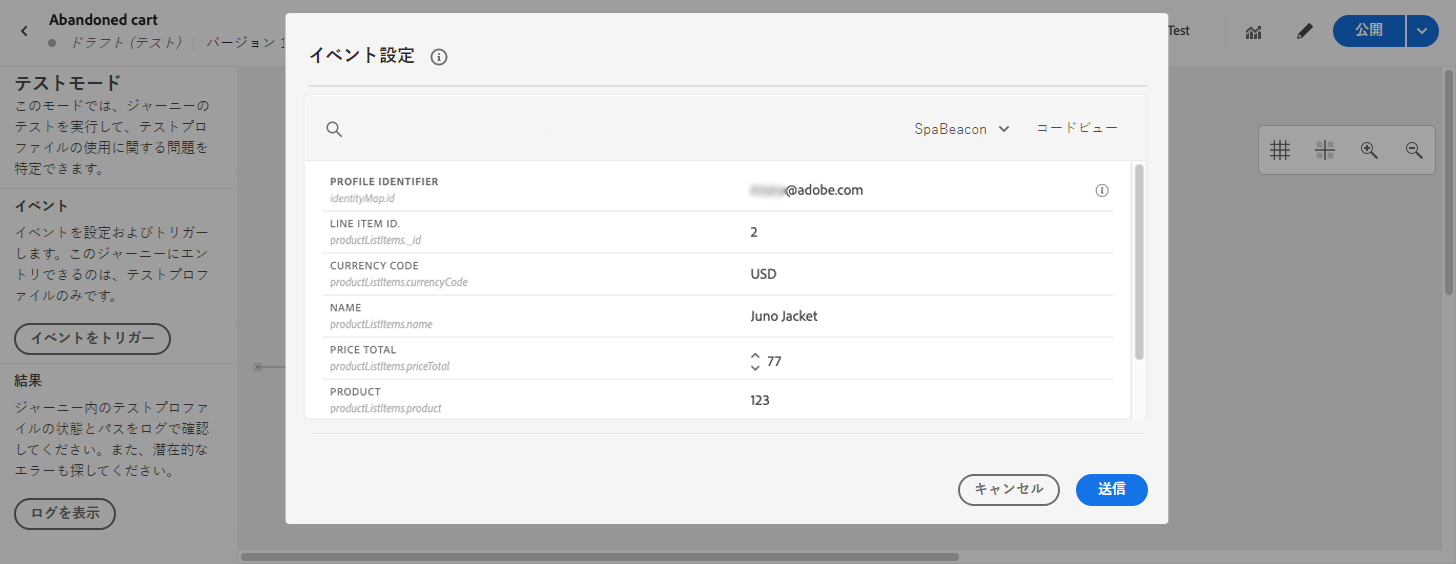 Abandoned cart
ドラフト (テスト)
バージョン 1
Test
公開
テストモード
このモードでは、ジャーニーの
テストを実行して、テストプロ
ファイルの使用に関する問題を
特定できます。
イベント
イベントを設定およびトリガー
します。このジャーニーにエン
トリできるのは、テストプロフ
ァイルのみです。
イベントをトリガー
結果
ジャーニー内のテストプロファ
イルの状態とパスをログで確認
してください。また、潜在的な
エラーも探してください。
ログを表示
イベント設定
SpaBeacon
コードビュー
PROFILE IDENTIFIER
identityMap.id
@adobe.com
LINE ITEM ID.
productListItems._id
2
CURRENCY CODE
productListItems.currencyCode
USD
NAME
productListItems.name
Juno Jacket
PRICE TOTAL
productListItems.priceTotal
77
PRODUCT
productListItems.product
123
キャンセル
送信